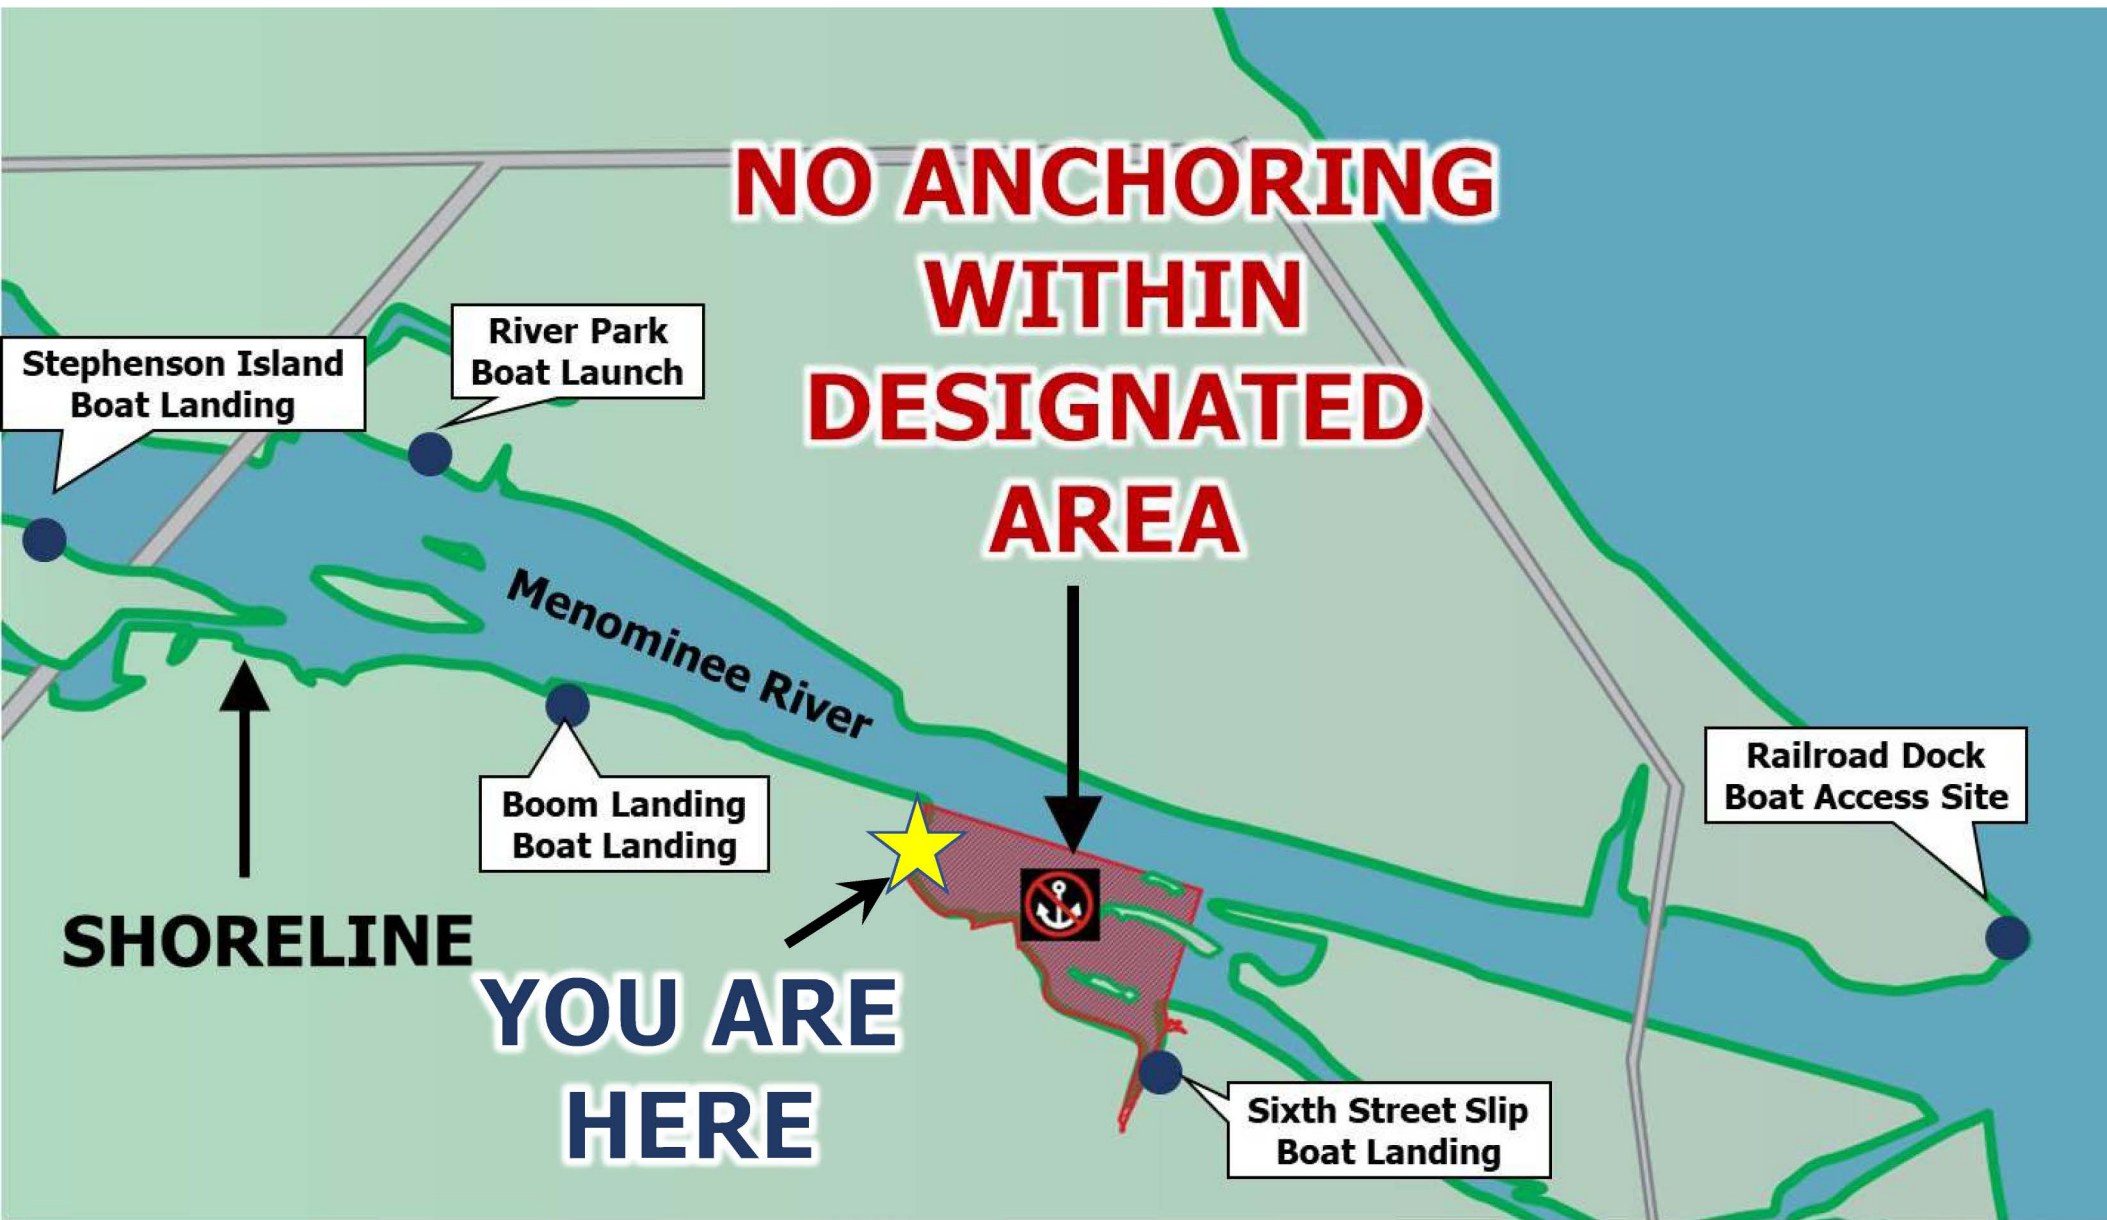 NO ANCHORING
WITHIN
DESIGNATED
AREA
River Park
Boat Launch
Stephenson Island
Boat Landing
Menominee River
Railroad Dock
Boat Access Site
Boom Landing
Boat Landing
SHORELINE
YOU ARE
HERE
Sixth Street Slip
Boat Landing